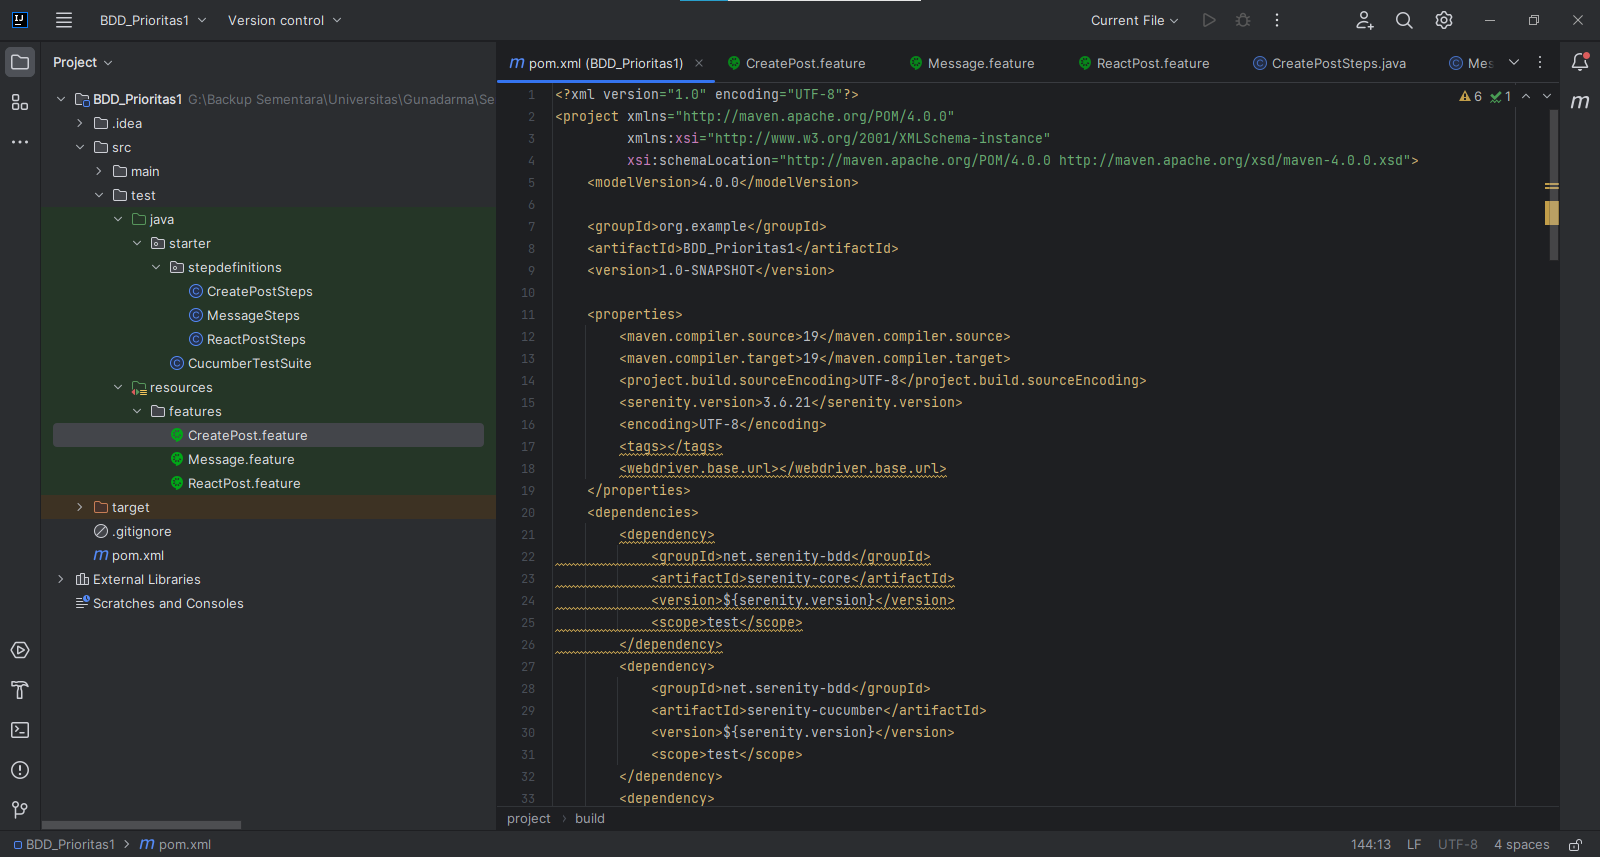 BDD_Prioritas1
Version control
Current File
Project
BDD_Prioritas1 G:\Backup Sementara\Universitas\Gunadarma\Se
.idea
src
main
test
java
starter
stepdefinitions
CreatePostSteps
MessageSteps
ReactPostSteps
CucumberTestSuite
resources
features
CreatePost.feature
Message.feature
ReactPost.feature
target
.gitignore
pom.xml
External Libraries
Scratches and Consoles
pom.xml (BDD_Prioritas1)
CreatePost.feature
Message.feature
ReactPost.feature
CreatePostSteps.java
Mes
6 1
1 <?xml version="1.0" encoding="UTF-8"?>
2 <project xmlns="http://maven.apache.org/POM/4.0.0"
3 xmlns:xsi="http://www.w3.org/2001/XMLSchema-instance"
4 xsi:schemaLocation="http://maven.apache.org/POM/4.0.0 http://maven.apache.org/xsd/maven-4.0.0.xsd">
5 <modelVersion>4.0.0</modelVersion>
6
7 <groupId>org.example</groupId>
8 <artifactId>BDD_Prioritas1</artifactId>
9 <version>1.0-SNAPSHOT</version>
10
11 <properties>
12 <maven.compiler.source>19</maven.compiler.source>
13 <maven.compiler.target>19</maven.compiler.target>
14 <project.build.sourceEncoding>UTF-8</project.build.sourceEncoding>
15 <serenity.version>3.6.21</serenity.version>
16 <encoding>UTF-8</encoding>
17 <tags></tags>
18 <webdriver.base.url></webdriver.base.url>
19 </properties>
20 <dependencies>
21 <dependency>
22 <groupId>net.serenity-bdd</groupId>
23 <artifactId>serenity-core</artifactId>
24 <version>${serenity.version}</version>
25 <scope>test</scope>
26 </dependency>
27 <dependency>
28 <groupId>net.serenity-bdd</groupId>
29 <artifactId>serenity-cucumber</artifactId>
30 <version>${serenity.version}</version>
31 <scope>test</scope>
32 </dependency>
33 <dependency>
project › build
BDD_Prioritas1 › pom.xml
144:13 LF UTF-8 4 spaces